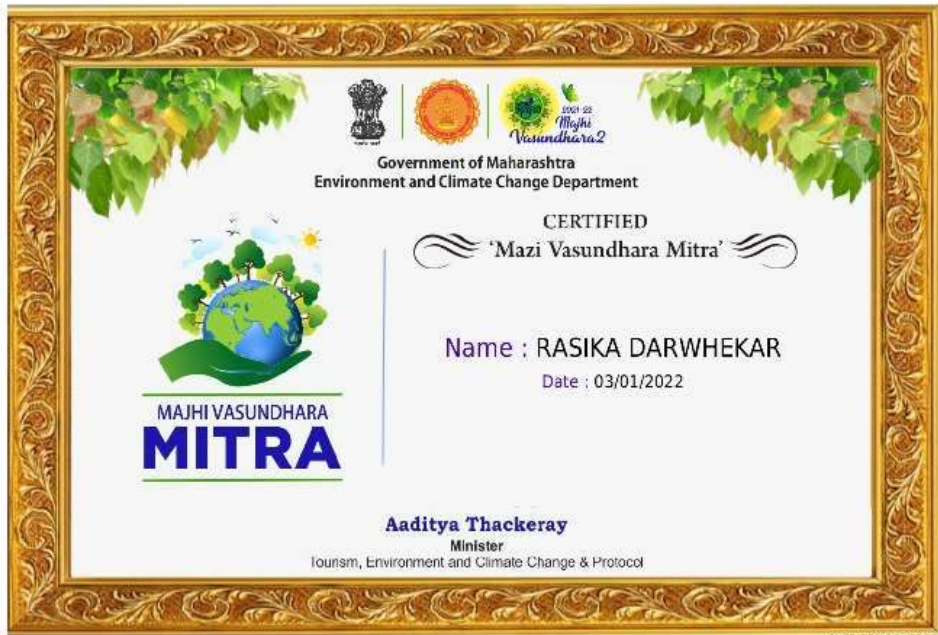 2021-22
Majhi
Vasundhara2
Government of Maharashtra
Environment and Climate Change Department
CERTIFIED
'Mazi Vasundhara Mitra'
Name : RASIKA DARWHEKAR
Date : 03/01/2022
MAJHI VASUNDHARA
MITRA
Aaditya Thackeray
Minister
Tourism, Environment and Climate Change & Protocol